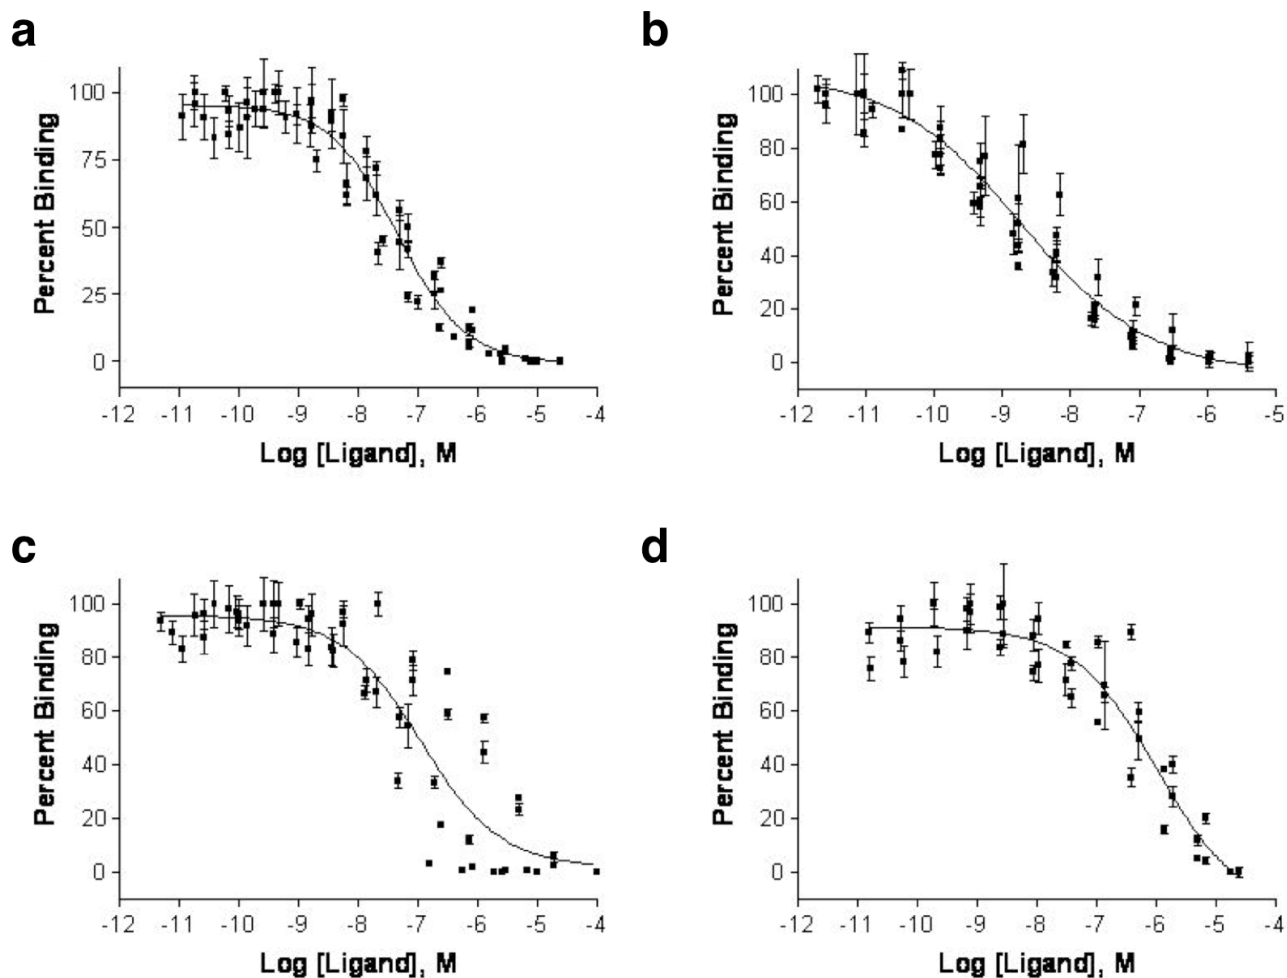 a
100
75
50
25
0
Percent Binding
-12 -11 -10 -9 -8 -7 -6 -5 -4
Log [Ligand], M
b
100
80
60
40
20
0
Percent Binding
-12 -11 -10 -9 -8 -7 -6 -5
Log [Ligand], M
c
100
80
60
40
20
0
Percent Binding
-12 -11 -10 -9 -8 -7 -6 -5 -4
Log [Ligand], M
d
100
80
60
40
20
0
Percent Binding
-12 -11 -10 -9 -8 -7 -6 -5 -4
Log [Ligand], M